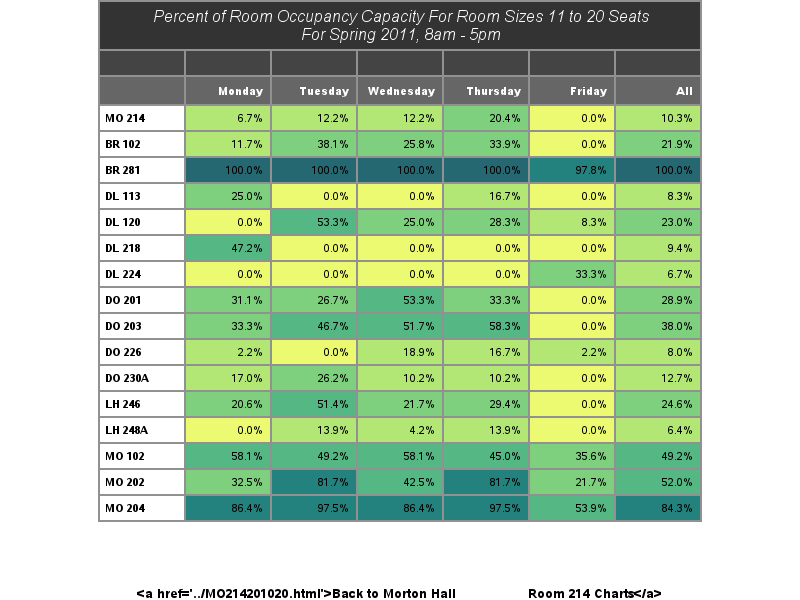 Percent of Room Occupancy Capacity For Room Sizes 11 to 20 Seats
For Spring 2011, 8am - 5pm
Monday Tuesday Wednesday Thursday Friday All
MO 214 6.7% 12.2% 12.2% 20.4% 0.0% 10.3%
BR 102 11.7% 38.1% 25.8% 33.9% 0.0% 21.9%
BR 281 100.0% 100.0% 100.0% 100.0% 97.8% 100.0%
DL 113 25.0% 0.0% 0.0% 16.7% 0.0% 8.3%
DL 120 0.0% 53.3% 25.0% 28.3% 8.3% 23.0%
DL 218 47.2% 0.0% 0.0% 0.0% 0.0% 9.4%
DL 224 0.0% 0.0% 0.0% 0.0% 33.3% 6.7%
DO 201 31.1% 26.7% 53.3% 33.3% 0.0% 28.9%
DO 203 33.3% 46.7% 51.7% 58.3% 0.0% 38.0%
DO 226 2.2% 0.0% 18.9% 16.7% 2.2% 8.0%
DO 230A 17.0% 26.2% 10.2% 10.2% 0.0% 12.7%
LH 246 20.6% 51.4% 21.7% 29.4% 0.0% 24.6%
LH 248A 0.0% 13.9% 4.2% 13.9% 0.0% 6.4%
MO 102 58.1% 49.2% 58.1% 45.0% 35.6% 49.2%
MO 202 32.5% 81.7% 42.5% 81.7% 21.7% 52.0%
MO 204 86.4% 97.5% 86.4% 97.5% 53.9% 84.3%
<a href='../MO214201020.html'>Back to Morton Hall Room 214 Charts</a>